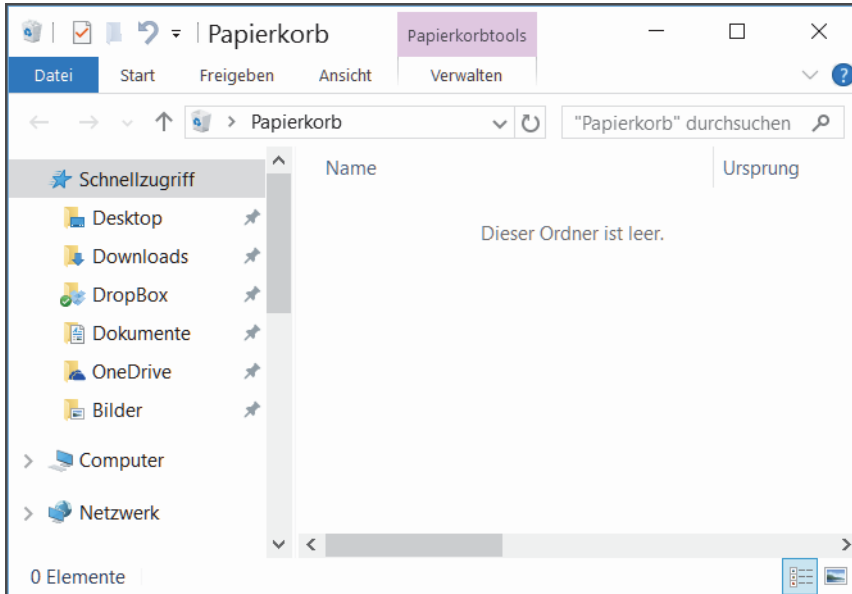 Papierkorb
Papierkorbtools
Datei Start Freigeben Ansicht Verwalten
Papierkorb
"Papierkorb" durchsuchen
Schnellzugriff
Desktop
Downloads
DropBox
Dokumente
OneDrive
Bilder
Computer
Netzwerk
Name Ursprung
Dieser Ordner ist leer.
0 Elemente